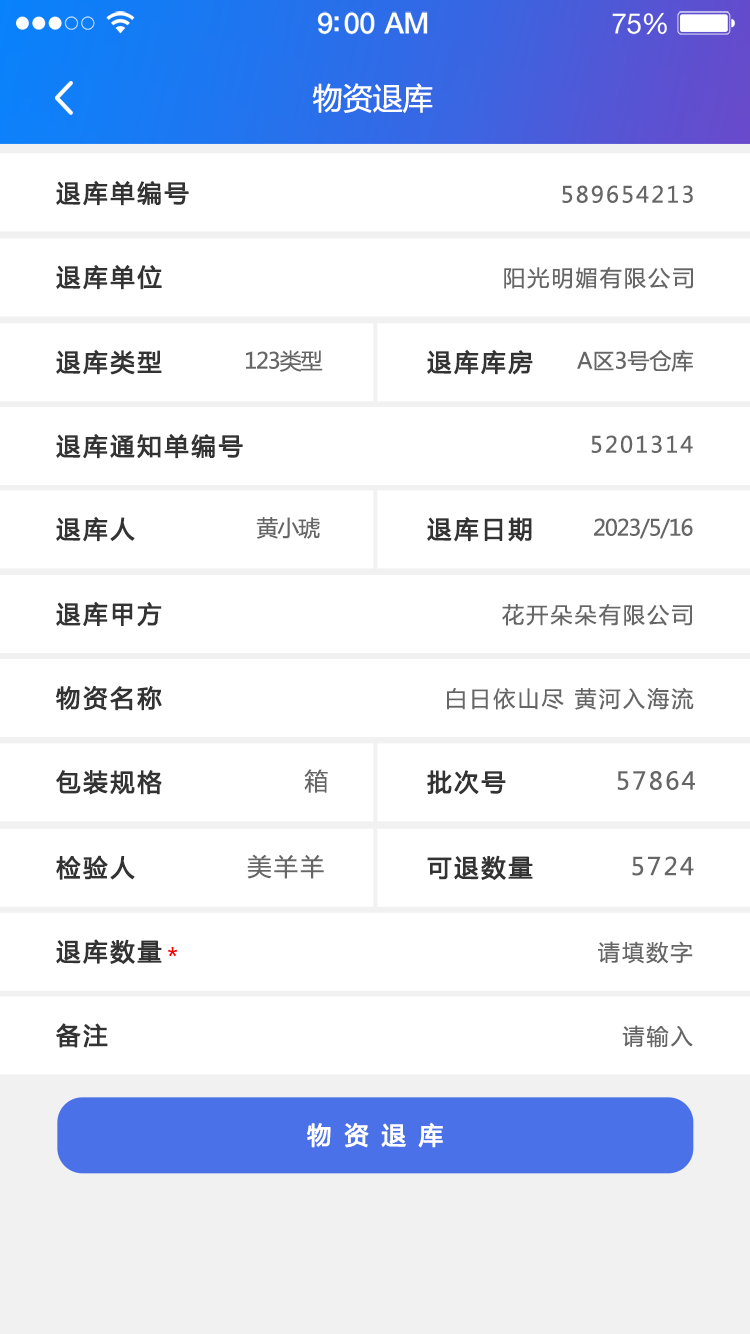 9:00 AM 75%
物资退库
退库单编号 589654213
退库单位 阳光明媚有限公司
退库类型 123类型 退库库房 A区3号仓库
退库通知单编号 5201314
退库人 黄小琥 退库日期 2023/5/16
退库甲方 花开朵朵有限公司
物资名称 白日依山尽 黄河入海流
包装规格 箱 批次号 57864
检验人 美羊羊 可退数量 5724
退库数量* 请填数字
备注 请输入
物资退库